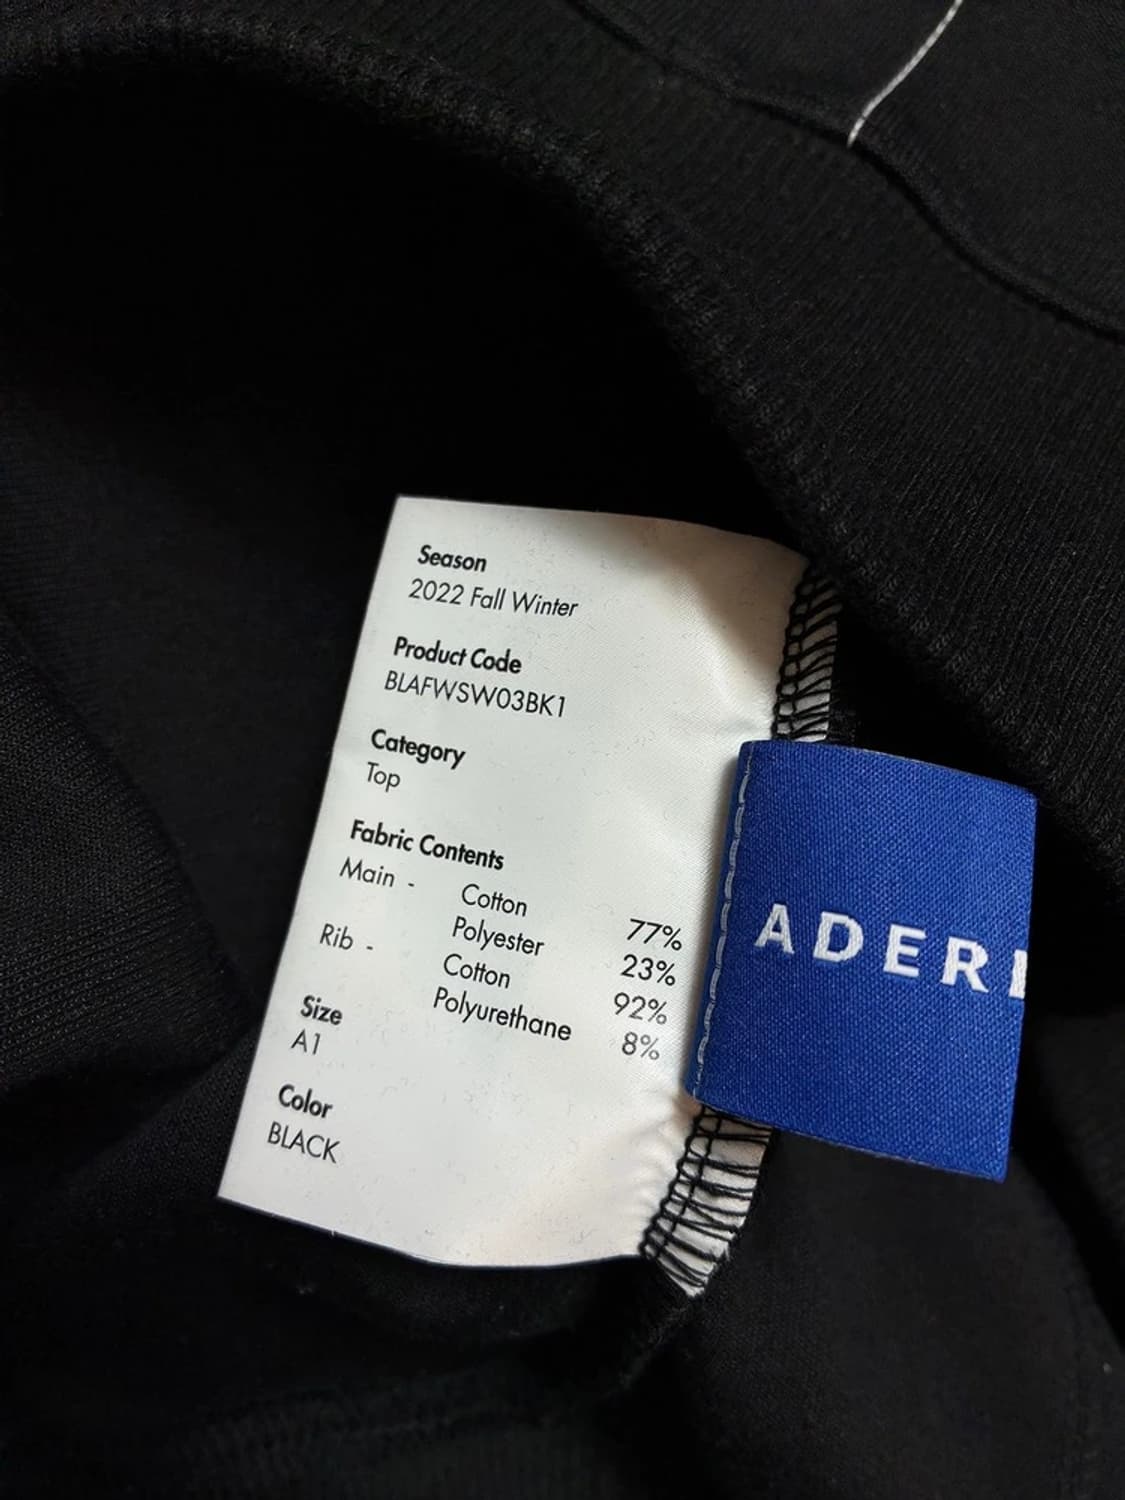 Season
2022 Fall Winter
Product Code
BLAFWSW03BK1
Category
Top
Fabric Contents
Main - Cotton 77%
Polyester 23%
Rib - Cotton 92%
Polyurethane 8%
Size
A1
Color
BLACK
ADER